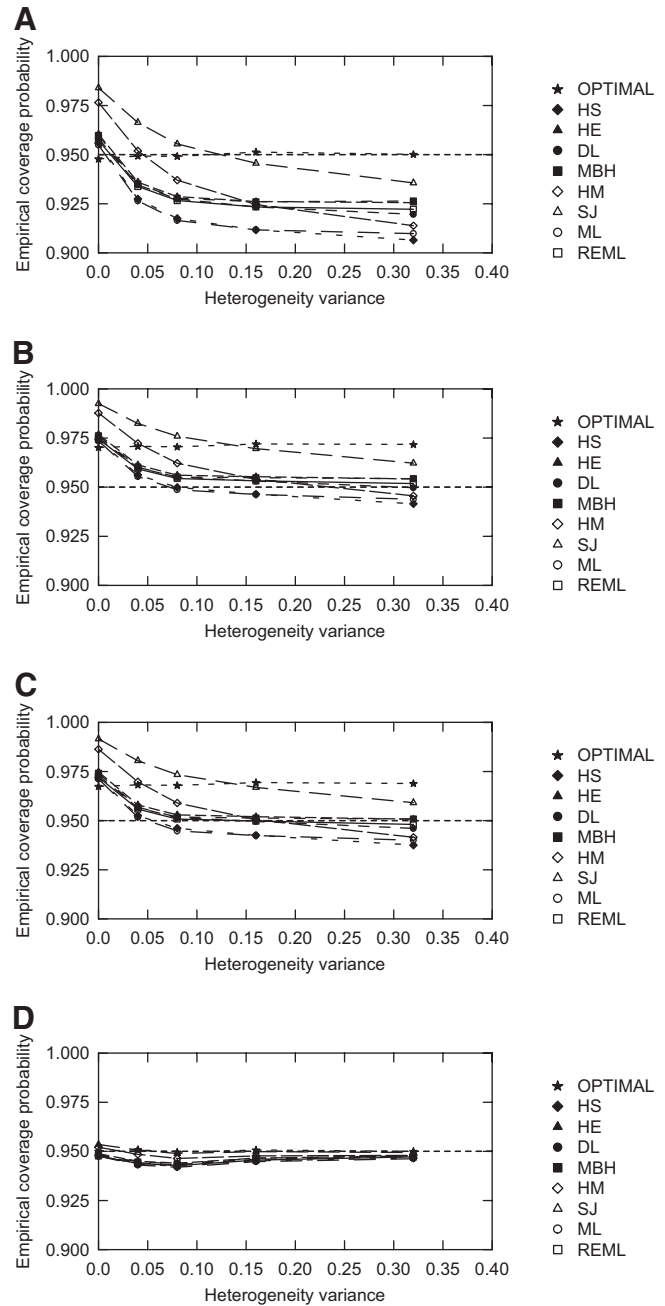 A
Empirical coverage probability
1.000
0.975
0.950
0.925
0.900
0.0 0.05 0.10 0.15 0.20 0.25 0.30 0.35 0.40
Heterogeneity variance
OPTIMAL
HS
HE
DL
MBH
HM
SJ
ML
REML
B
Empirical coverage probability
1.000
0.975
0.950
0.925
0.900
0.0 0.05 0.10 0.15 0.20 0.25 0.30 0.35 0.40
Heterogeneity variance
OPTIMAL
HS
HE
DL
MBH
HM
SJ
ML
REML
C
Empirical coverage probability
1.000
0.975
0.950
0.925
0.900
0.0 0.05 0.10 0.15 0.20 0.25 0.30 0.35 0.40
Heterogeneity variance
OPTIMAL
HS
HE
DL
MBH
HM
SJ
ML
REML
D
Empirical coverage probability
1.000
0.975
0.950
0.925
0.900
0.0 0.05 0.10 0.15 0.20 0.25 0.30 0.35 0.40
Heterogeneity variance
OPTIMAL
HS
HE
DL
MBH
HM
SJ
ML
REML